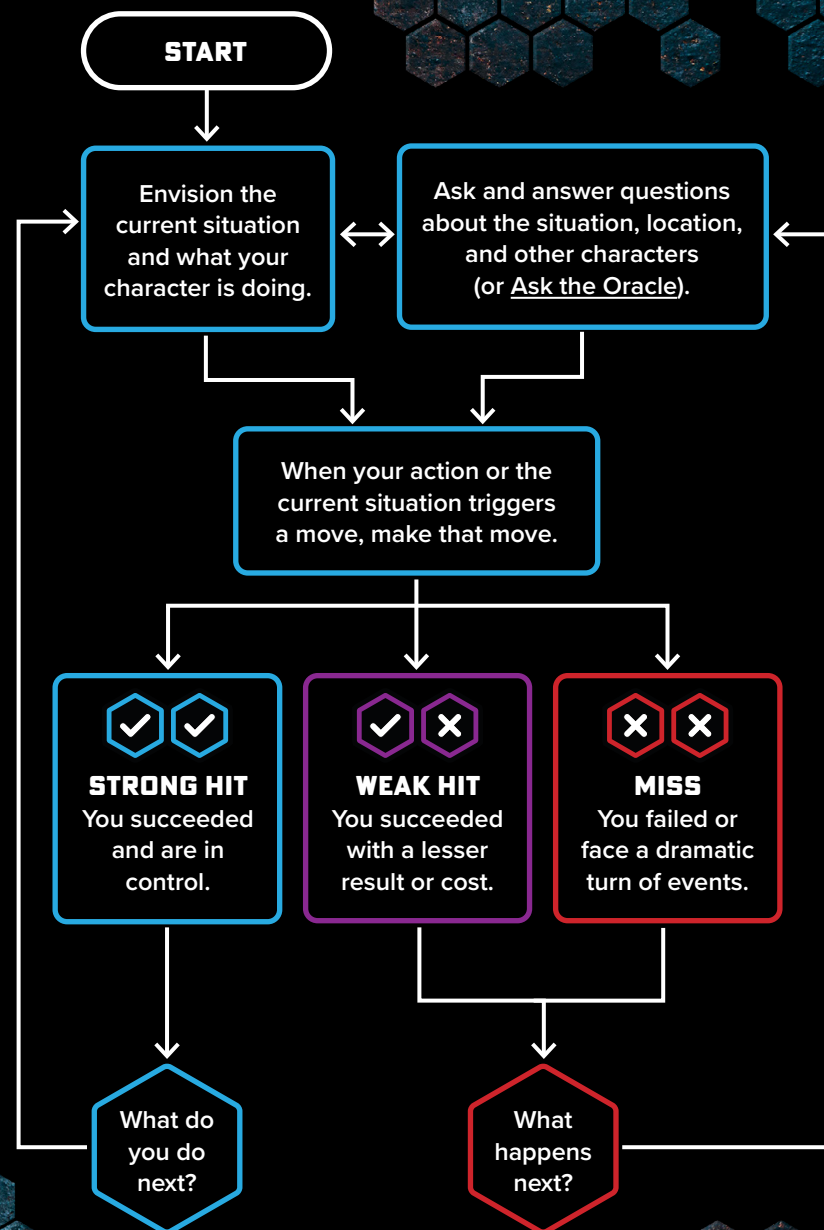 START
Envision the
current situation
and what your
character is doing.
Ask and answer questions
about the situation, location,
and other characters
(or Ask the Oracle).
When your action or the
current situation triggers
a move, make that move.
STRONG HIT
You succeeded
and are in
control.
WEAK HIT
You succeeded
with a lesser
result or cost.
MISS
You failed or
face a dramatic
turn of events.
What do
you do
next?
What
happens
next?